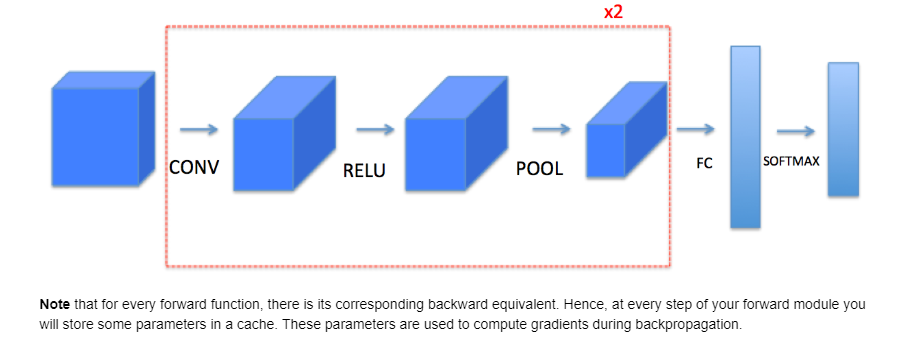 x2
CONV
RELU
POOL
FC
SOFTMAX
Note that for every forward function, there is its corresponding backward equivalent. Hence, at every step of your forward module you
will store some parameters in a cache. These parameters are used to compute gradients during backpropagation.